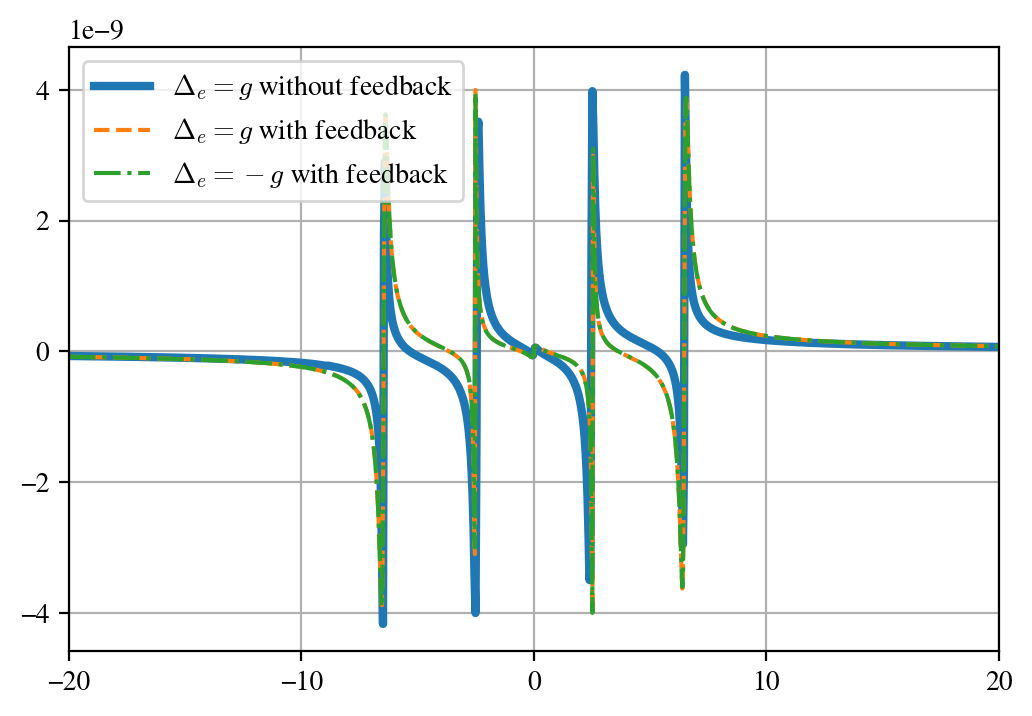 1e−9
4
2
0
−2
−4
Δₑ = g without feedback
Δₑ = g with feedback
Δₑ = −g with feedback
−20
−10
0
10
20